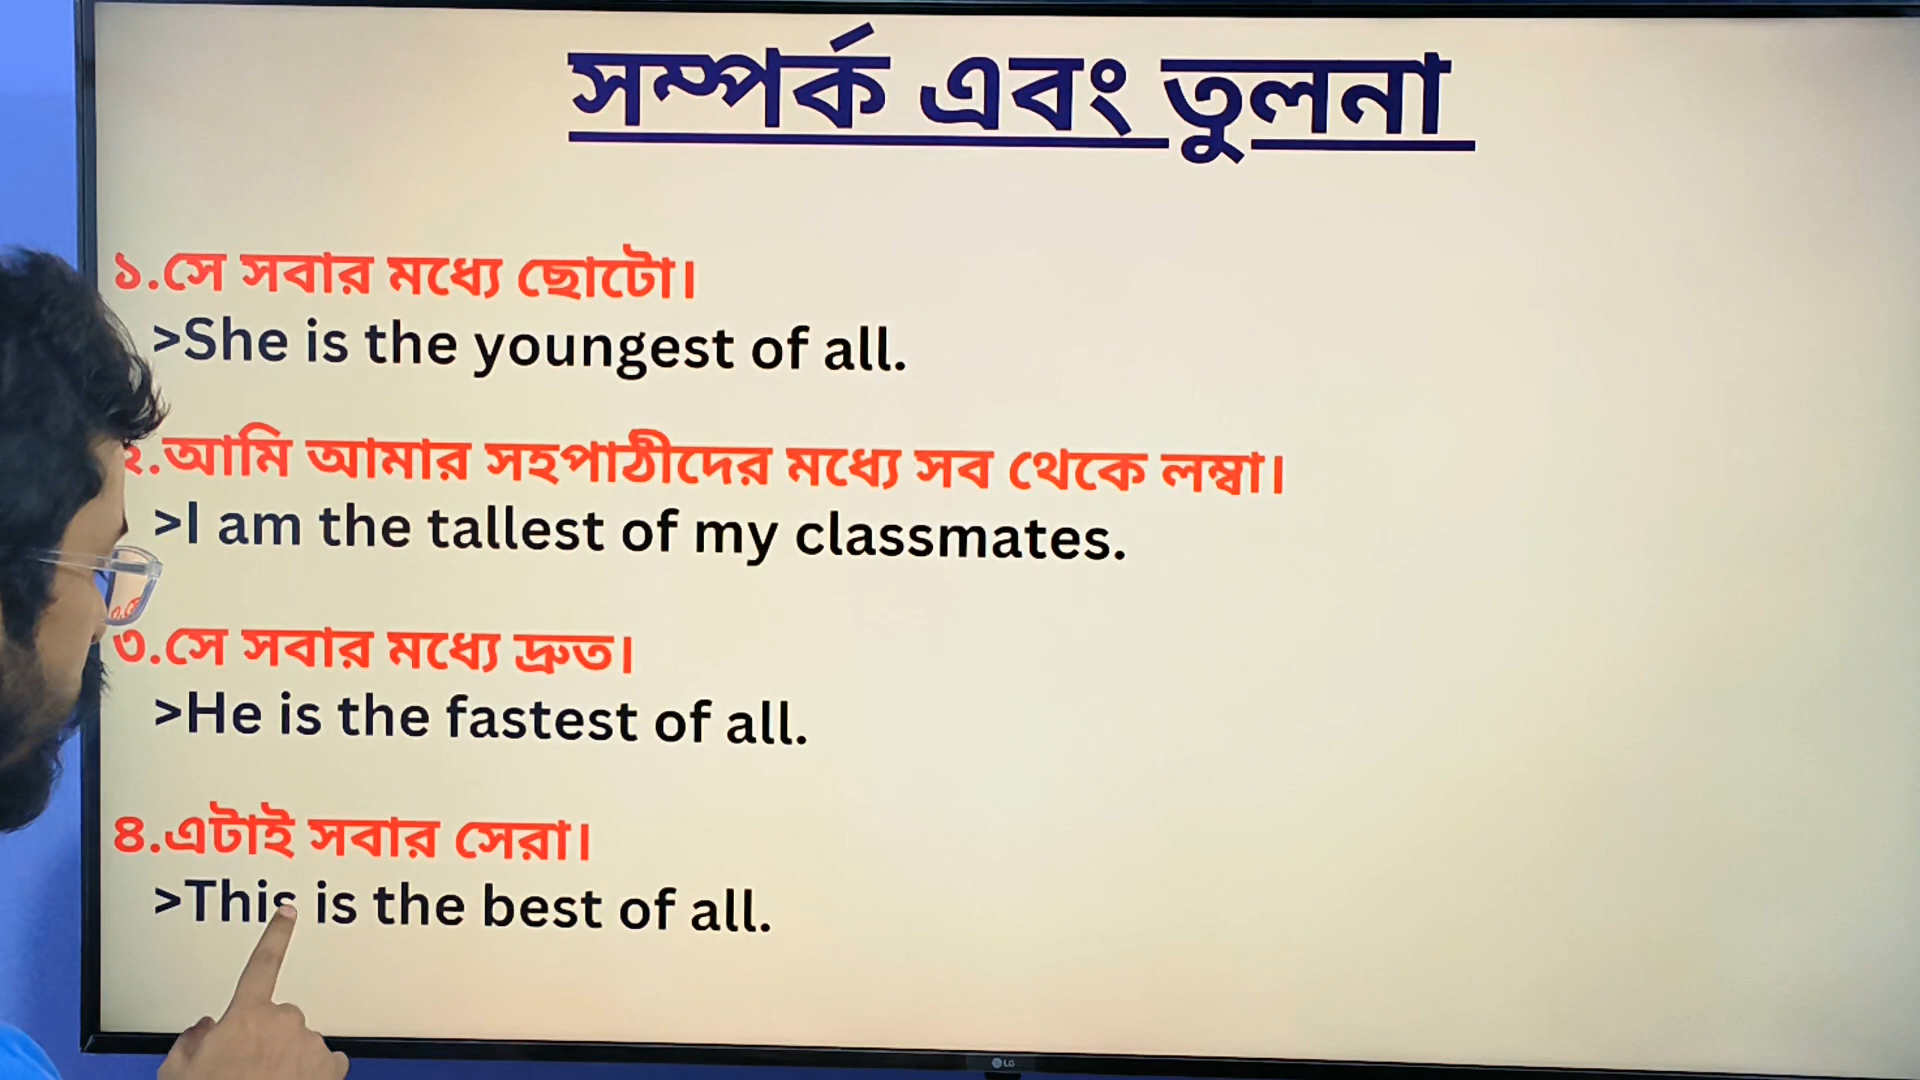 সম্পর্ক এবং তুলনা
১.সে সবার মধ্যে ছোটো।
>She is the youngest of all.
২.আমি আমার সহপাঠীদের মধ্যে সব থেকে লম্বা।
>I am the tallest of my classmates.
৩.সে সবার মধ্যে দ্রুত।
>He is the fastest of all.
৪.এটাই সবার সেরা।
>This is the best of all.
LG